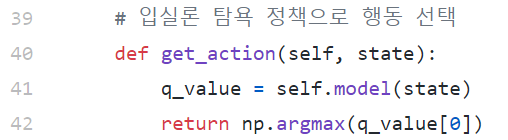 39 # 입실론 탐욕 정책으로 행동 선택
40 def get_action(self, state):
41 q_value = self.model(state)
42 return np.argmax(q_value[0])